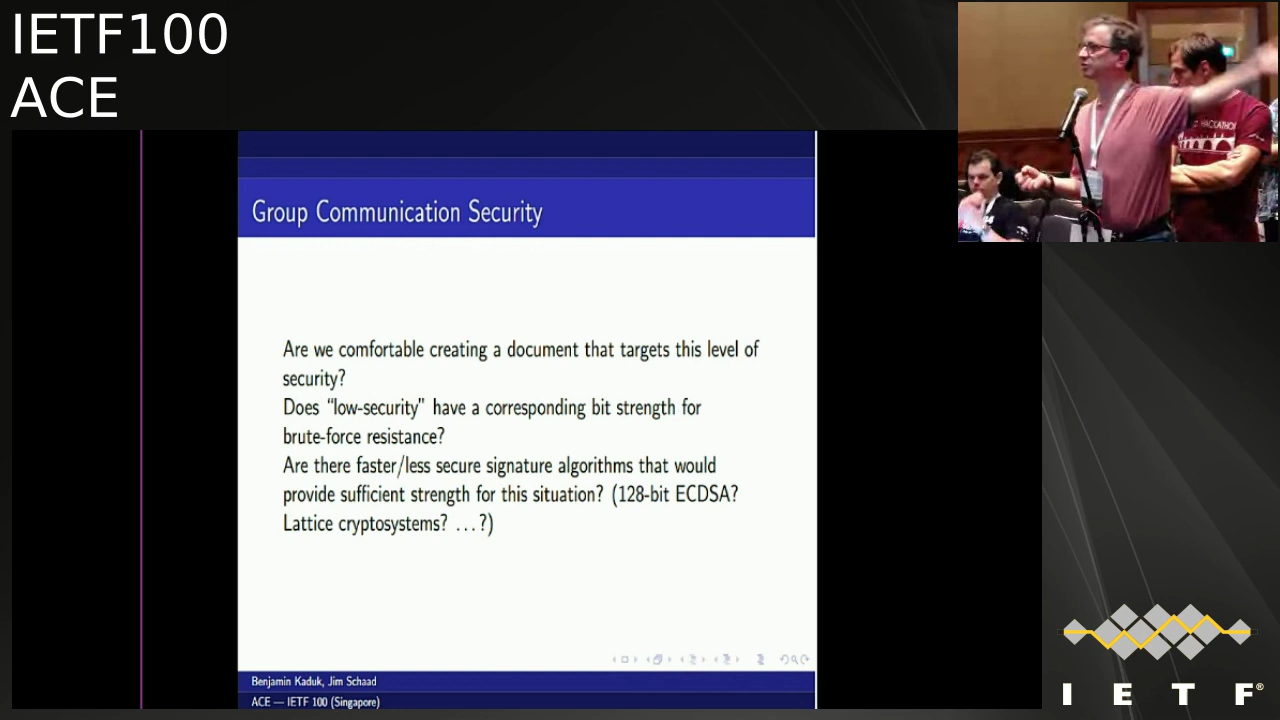 IETF100
ACE
HACKATHON
Group Communication Security
Are we comfortable creating a document that targets this level of
security?
Does “low-security” have a corresponding bit strength for
brute-force resistance?
Are there faster/less secure signature algorithms that would
provide sufficient strength for this situation? (128-bit ECDSA?
Lattice cryptosystems? …?)
Benjamin Kaduk, Jim Schaad
ACE — IETF 100 (Singapore)
I E T F®